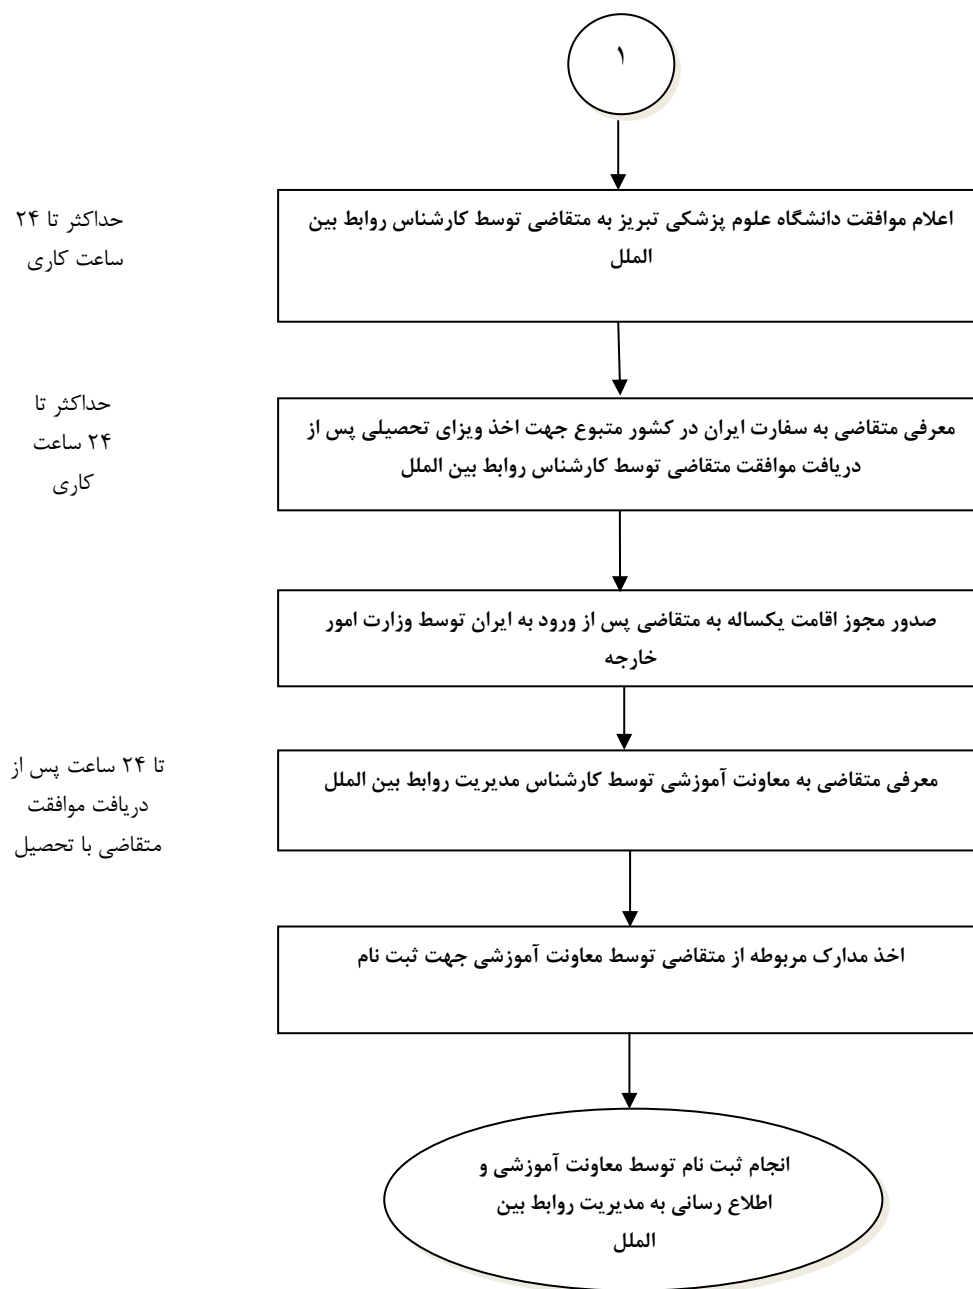 ۱
اعلام موافقت دانشگاه علوم پزشکی تبریز به متقاضی توسط کارشناس روابط بین
الملل
حداکثر تا ۲۴
ساعت کاری
معرفی متقاضی به سفارت ایران در کشور متبوع جهت اخذ ویزای تحصیلی پس از
دریافت موافقت متقاضی توسط کارشناس روابط بین الملل
حداکثر تا
۲۴ ساعت
کاری
صدور مجوز اقامت یکساله به متقاضی پس از ورود به ایران توسط وزارت امور
خارجه
معرفی متقاضی به معاونت آموزشی توسط کارشناس مدیریت روابط بین الملل
تا ۲۴ ساعت پس از
دریافت موافقت
متقاضی با تحصیل
اخذ مدارک مربوطه از متقاضی توسط معاونت آموزشی جهت ثبت نام
انجام ثبت نام توسط معاونت آموزشی و
اطلاع رسانی به مدیریت روابط بین
الملل